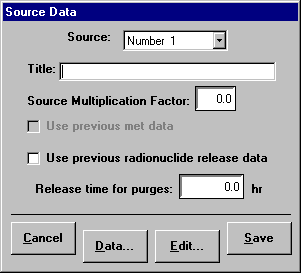 Source Data
Source: Number 1
Title:
Source Multiplication Factor: 0.0
Use previous met data
Use previous radionuclide release data
Release time for purges: 0.0 hr
Cancel Data... Edit... Save